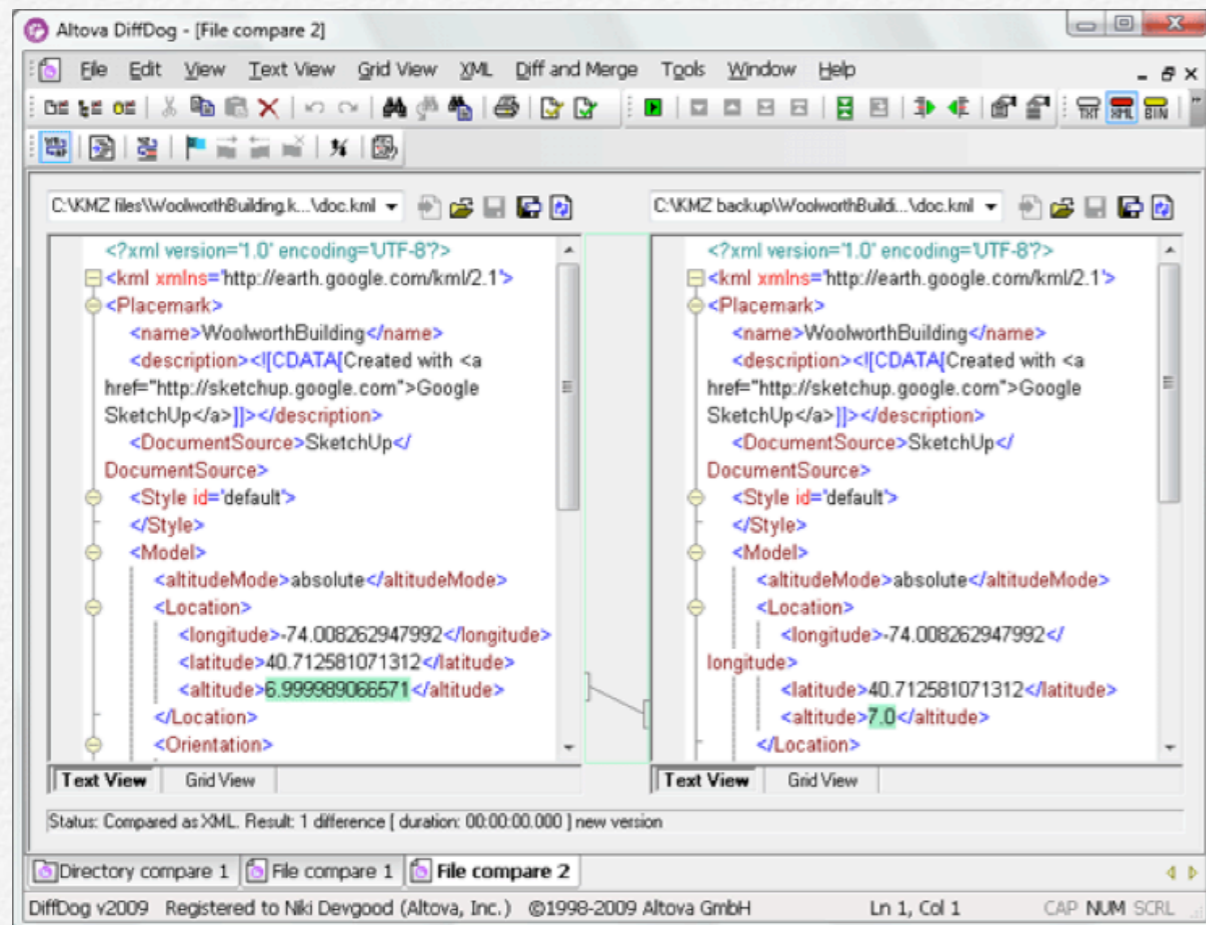 Altova DiffDog - [File compare 2]
File Edit View Text View Grid View XML Diff and Merge Tools Window Help
TXT XML BIN
C:\KMZ files\WoolworthBuilding.k...\doc.kml
<?xml version="1.0" encoding="UTF-8"?>
<kml xmlns="http://earth.google.com/kml/2.1">
<Placemark>
<name>WoolworthBuilding</name>
<description><![CDATA[Created with <a
href="http://sketchup.google.com">Google
SketchUp</a>]]></description>
<DocumentSource>SketchUp</
DocumentSource>
<Style id="default">
</Style>
<Model>
<altitudeMode>absolute</altitudeMode>
<Location>
<longitude>-74.008262947992</longitude>
<latitude>40.712581071312</latitude>
<altitude>6.999989066571</altitude>
</Location>
<Orientation>
Text View Grid View
C:\KMZ backup\WoolworthBuildi...\doc.kml
<?xml version="1.0" encoding="UTF-8"?>
<kml xmlns="http://earth.google.com/kml/2.1">
<Placemark>
<name>WoolworthBuilding</name>
<description><![CDATA[Created with <a
href="http://sketchup.google.com">Google
SketchUp</a>]]></description>
<DocumentSource>SketchUp</
DocumentSource>
<Style id="default">
</Style>
<Model>
<altitudeMode>absolute</altitudeMode>
<Location>
<longitude>-74.008262947992</
longitude>
<latitude>40.712581071312</latitude>
<altitude>7.0</altitude>
</Location>
Text View Grid View
Status: Compared as XML. Result: 1 difference [ duration: 00:00:00.000 ] new version
Directory compare 1 File compare 1 File compare 2
DiffDog v2009 Registered to Niki Devgood (Altova, Inc.) ©1998-2009 Altova GmbH Ln 1, Col 1 CAP NUM SCRL